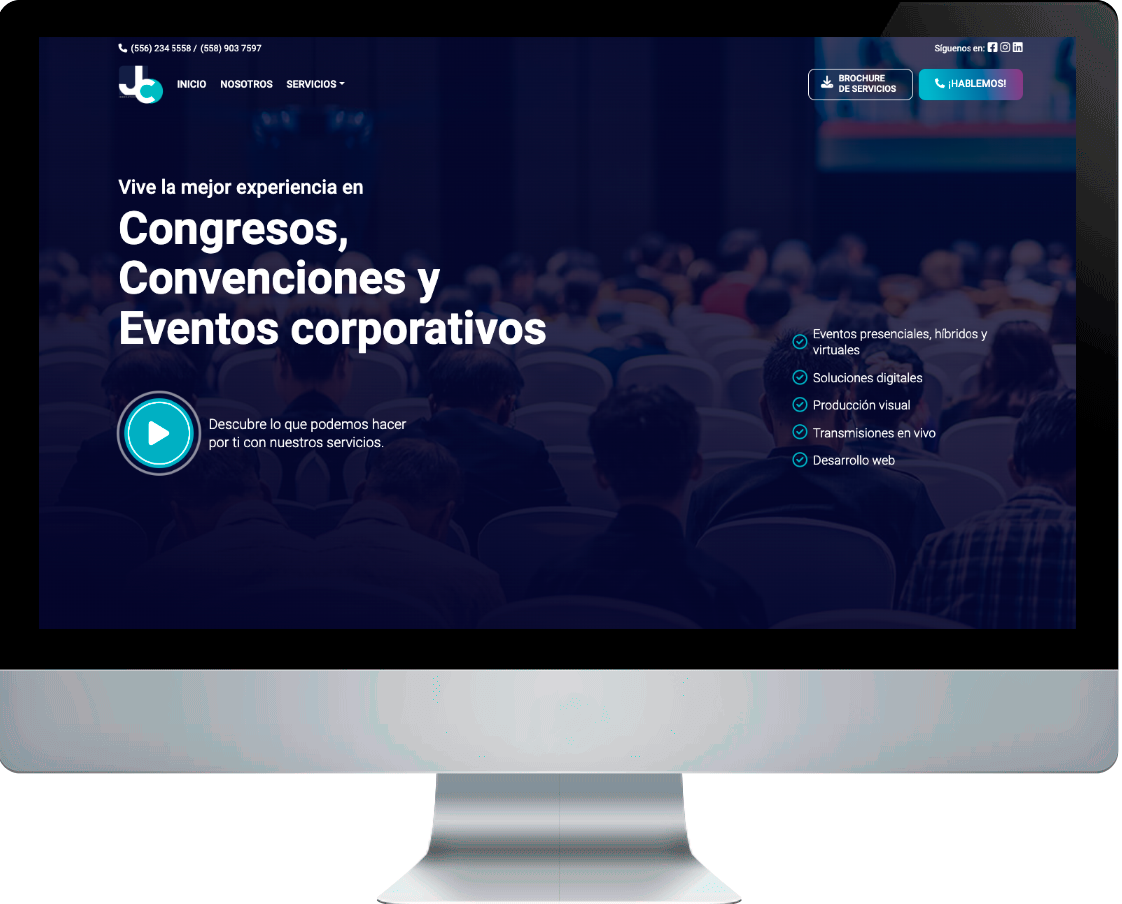 (556) 234 5558 / (558) 903 7597
Síguenos en:
JC
INICIO NOSOTROS SERVICIOS
BROCHURE
DE SERVICIOS
¡HABLEMOS!
Vive la mejor experiencia en
Congresos,
Convenciones y
Eventos corporativos
Eventos presenciales, híbridos y
virtuales
Soluciones digitales
Producción visual
Transmisiones en vivo
Desarrollo web
Descubre lo que podemos hacer
por ti con nuestros servicios.